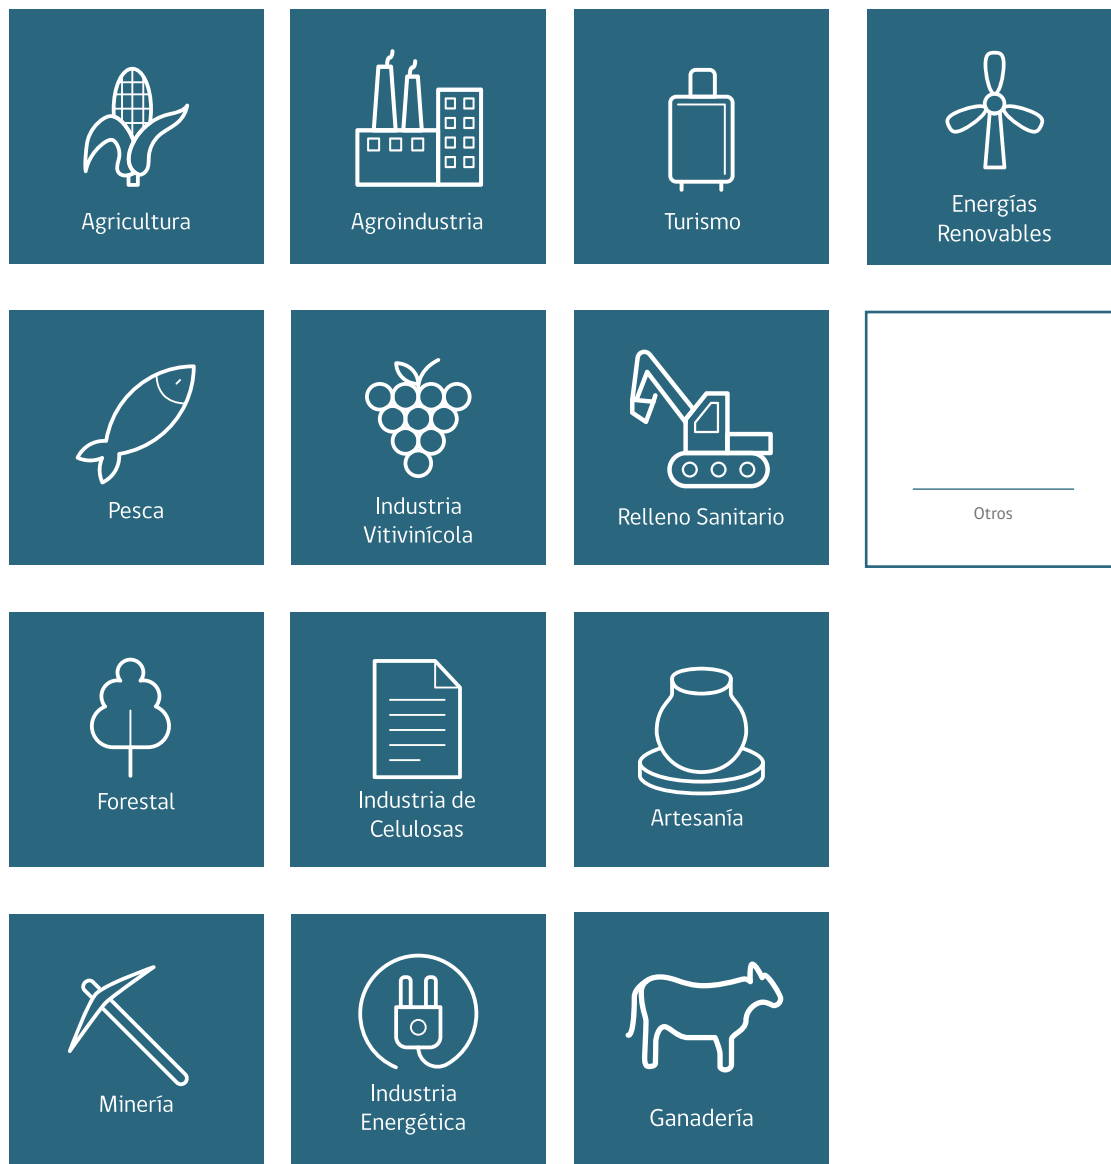 Agricultura
Agroindustria
Turismo
Energías
Renovables
Pesca
Industria
Vitivinícola
Relleno Sanitario
Otros
Forestal
Industria de
Celulosas
Artesanía
Minería
Industria
Energética
Ganadería